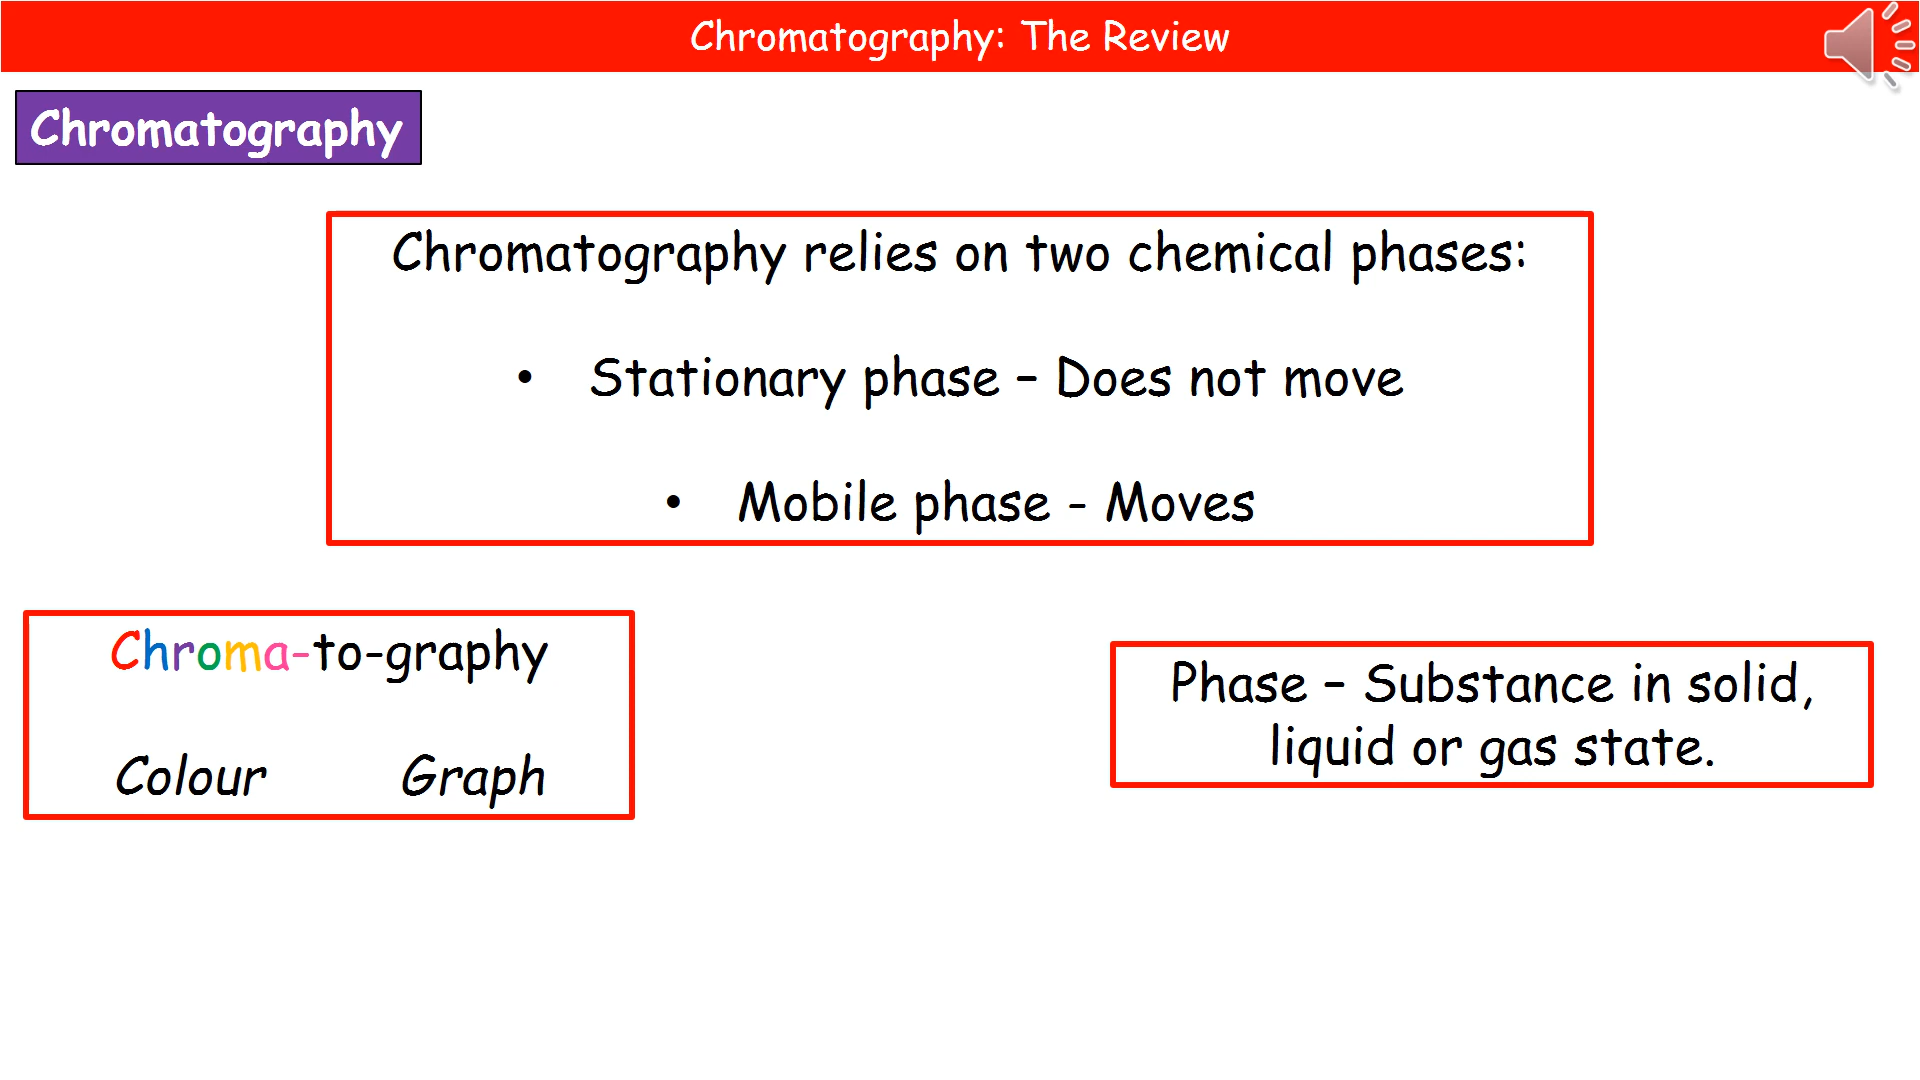 Chromatography: The Review
Chromatography
Chromatography relies on two chemical phases:
• Stationary phase – Does not move
• Mobile phase - Moves
Chroma-to-graphy
Colour Graph
Phase – Substance in solid,
liquid or gas state.